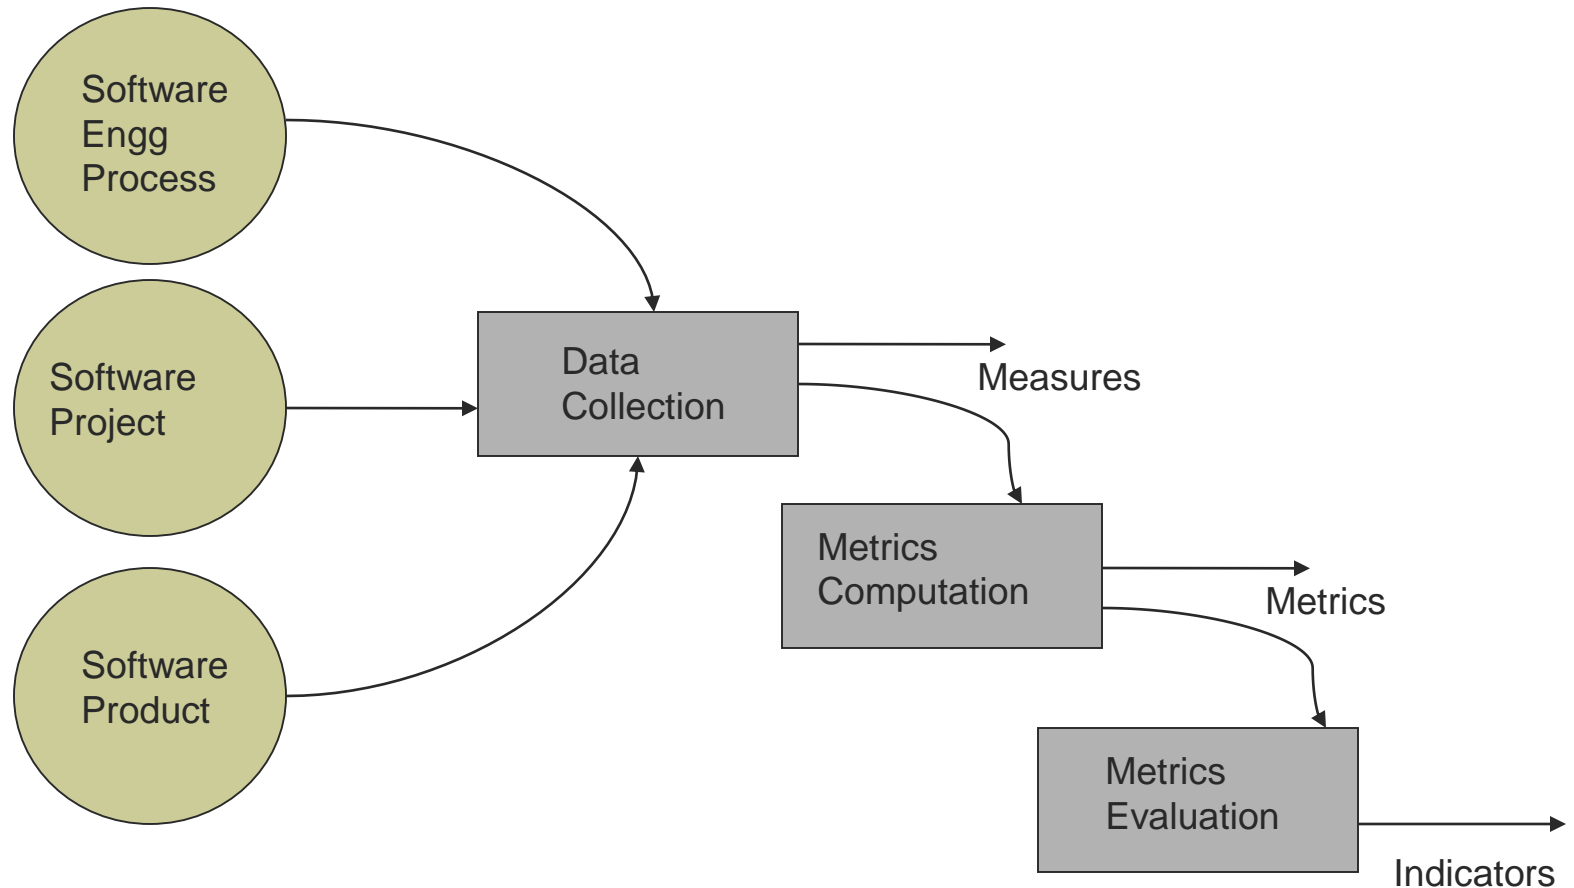 Software
Engg
Process
Software
Project
Data
Collection
Measures
Metrics
Computation
Metrics
Software
Product
Metrics
Evaluation
Indicators